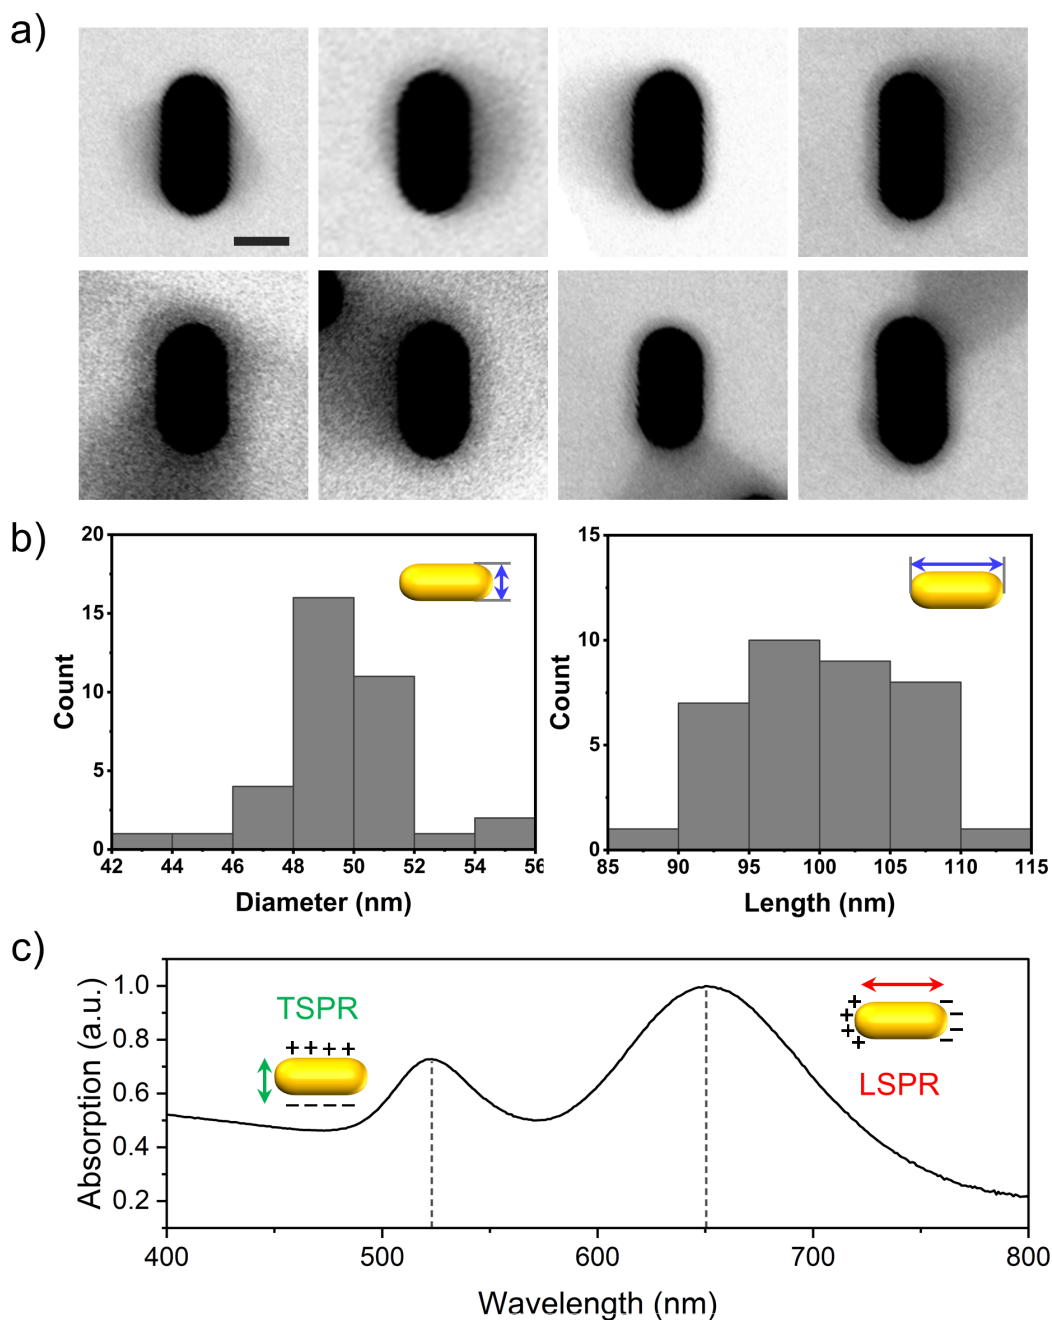 a)
b)
20
15
10
5
0
42 44 46 48 50 52 54 56
Count
Diameter (nm)
15
10
5
0
85 90 95 100 105 110 115
Count
Length (nm)
c)
1.0
0.8
0.6
0.4
0.2
400 500 600 700 800
Absorption (a.u.)
Wavelength (nm)
TSPR
+ + + +
− − − −
+ + + +
− − − −
LSPR